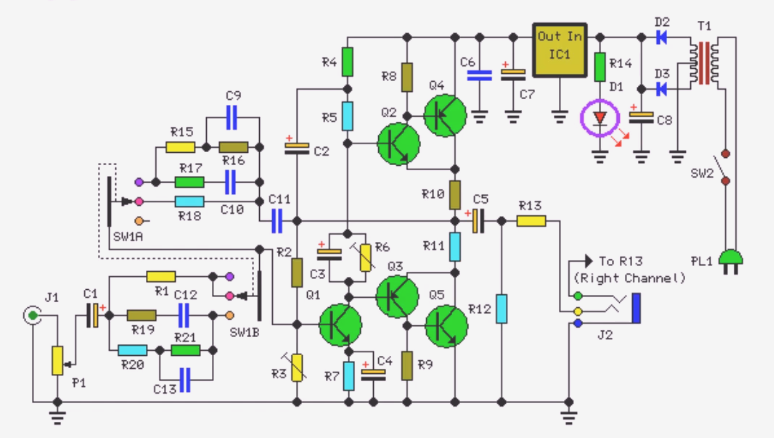 D2
T1
Out In
IC1
R4
R8
C6
R14
Q4
D1
D3
C7
C9
R5
Q2
C8
R15
C2
R16
R17
SW2
C10
R10
C5
R18
C11
R13
SW1A
R2
R11
To R13
PL1
R6
(Right Channel)
C3
Q3
R1
C12
Q1
J1
C1
Q5
R12
R19
SW1B
J2
R21
R20
C4
R3
R7
R9
P1
C13